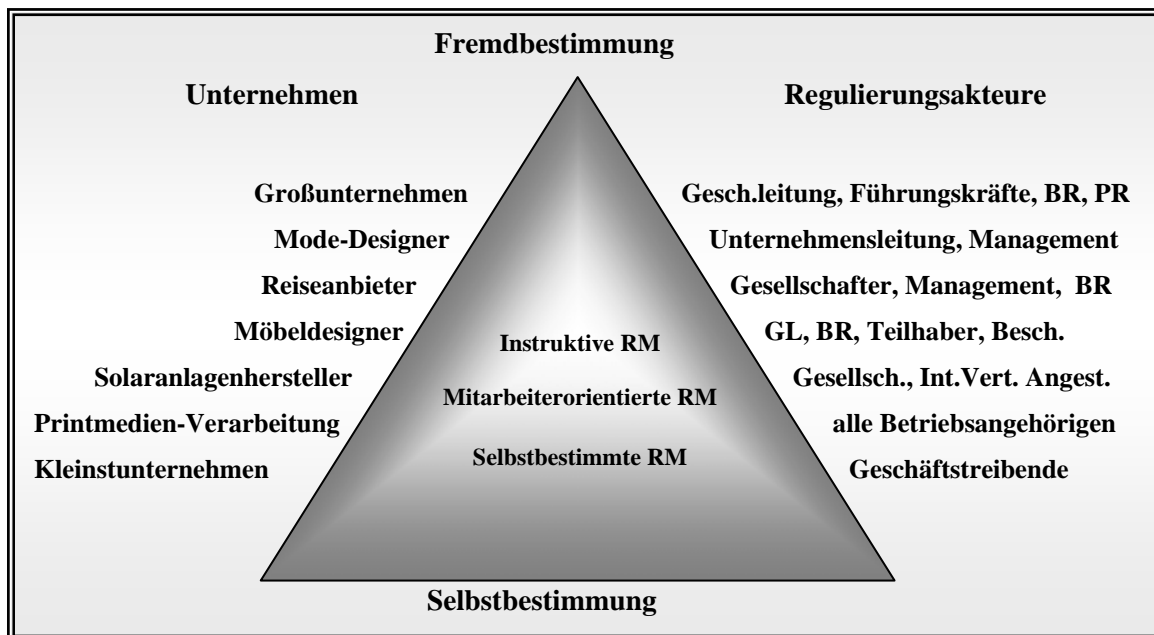 Fremdbestimmung
Unternehmen
Regulierungsakteure
Großunternehmen
Gesch.leitung, Führungskräfte, BR, PR
Mode-Designer
Unternehmensleitung, Management
Reiseanbieter
Gesellschafter, Management, BR
Möbeldesigner
GL, BR, Teilhaber, Besch.
Instruktive RM
Solaranlagenhersteller
Gesellsch., Int.Vert. Angest.
Mitarbeiterorientierte RM
Printmedien-Verarbeitung
alle Betriebsangehörigen
Selbstbestimmte RM
Kleinstunternehmen
Geschäftstreibende
Selbstbestimmung